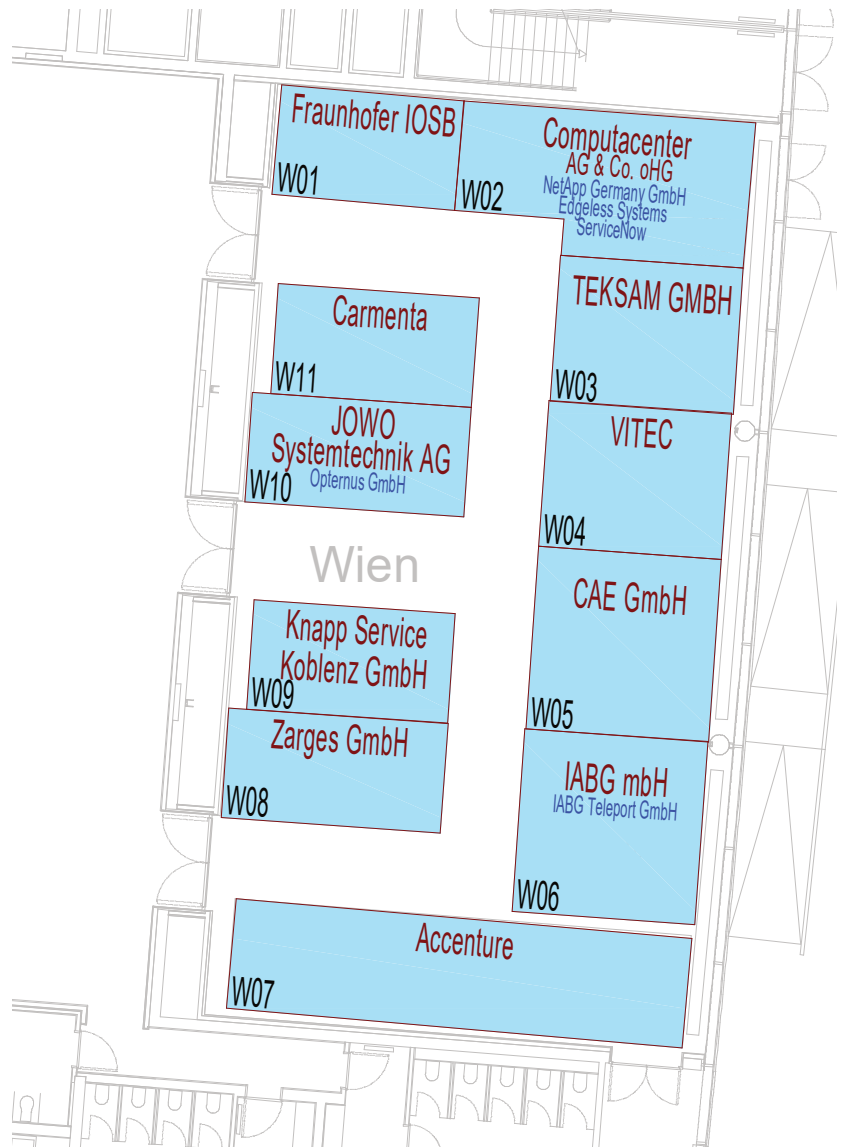 Fraunhofer IOSB
W01
Computacenter
AG & Co. oHG
NetApp Germany GmbH
Edgeless Systems
ServiceNow
W02
TEKSAM GMBH
W03
Carmenta
W11
JOWO
Systemtechnik AG
Opternus GmbH
W10
VITEC
W04
Wien
CAE GmbH
W05
Knapp Service
Koblenz GmbH
W09
Zarges GmbH
W08
IABG mbH
IABG Teleport GmbH
W06
Accenture
W07